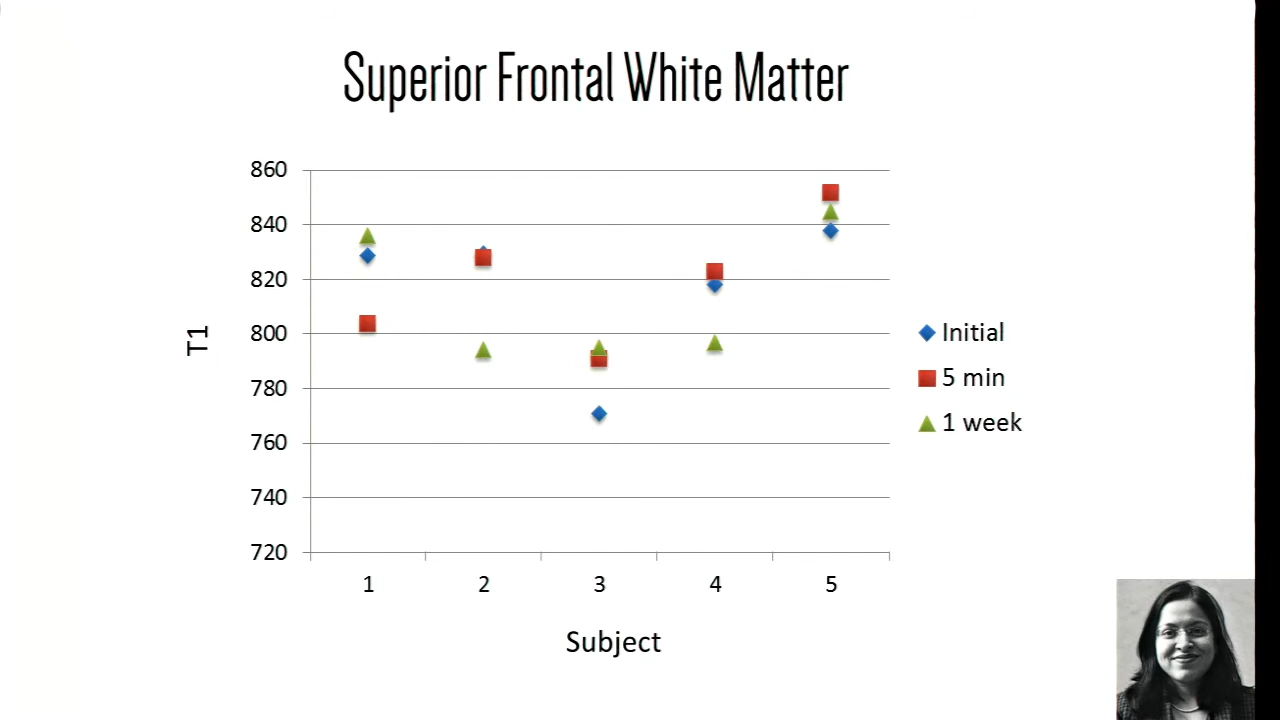 Superior Frontal White Matter
860
840
820
800
780
760
740
720
T1
1 2 3 4 5
Subject
Initial
5 min
1 week